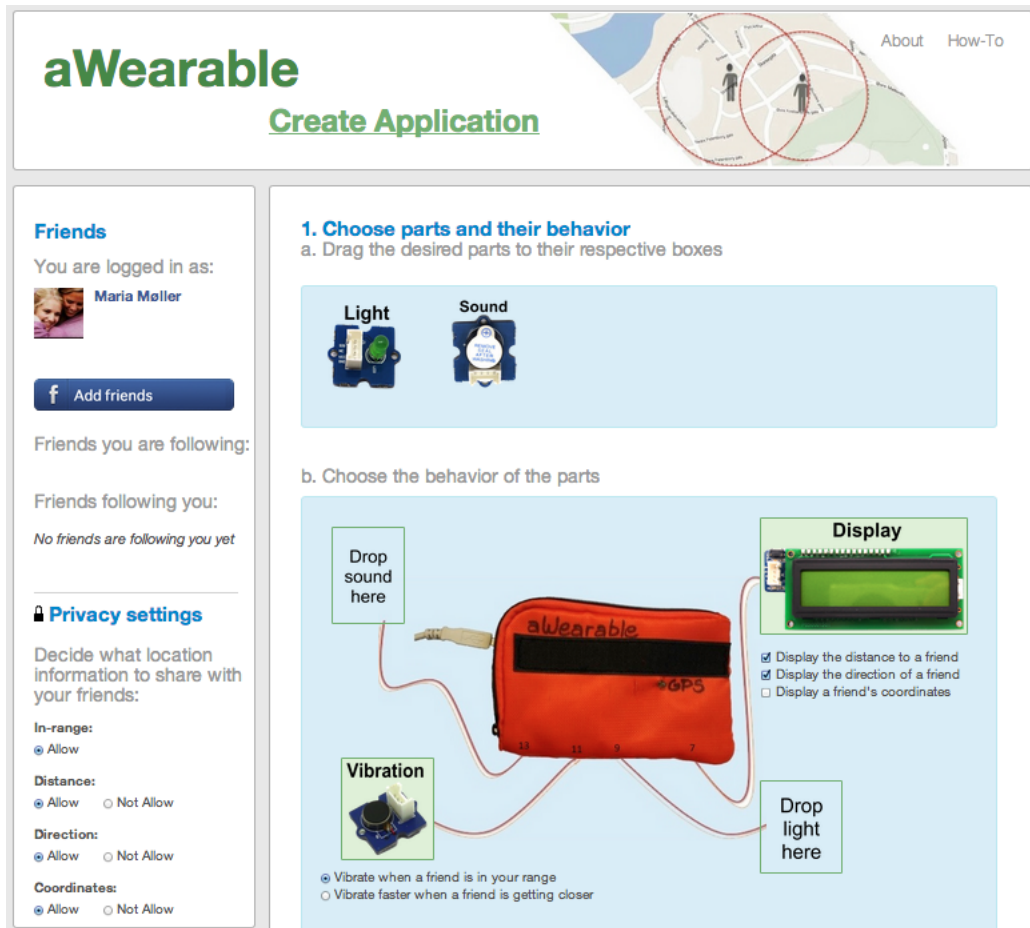 aWearable
Create Application
About How-To
Friends
You are logged in as:
Maria Møller
f Add friends
Friends you are following:
Friends following you:
No friends are following you yet
Privacy settings
Decide what location
information to share with
your friends:
In-range:
Allow
Distance:
Allow Not Allow
Direction:
Allow Not Allow
Coordinates:
Allow Not Allow
1. Choose parts and their behavior
a. Drag the desired parts to their respective boxes
Light
Sound
REMOVE
SEAL
AFTER
WASHING
b. Choose the behavior of the parts
Drop
sound
here
Display
aWearable
+GPS
13 11 9 7
Display the distance to a friend
Display the direction of a friend
Display a friend's coordinates
Vibration
Drop
light
here
Vibrate when a friend is in your range
Vibrate faster when a friend is getting closer